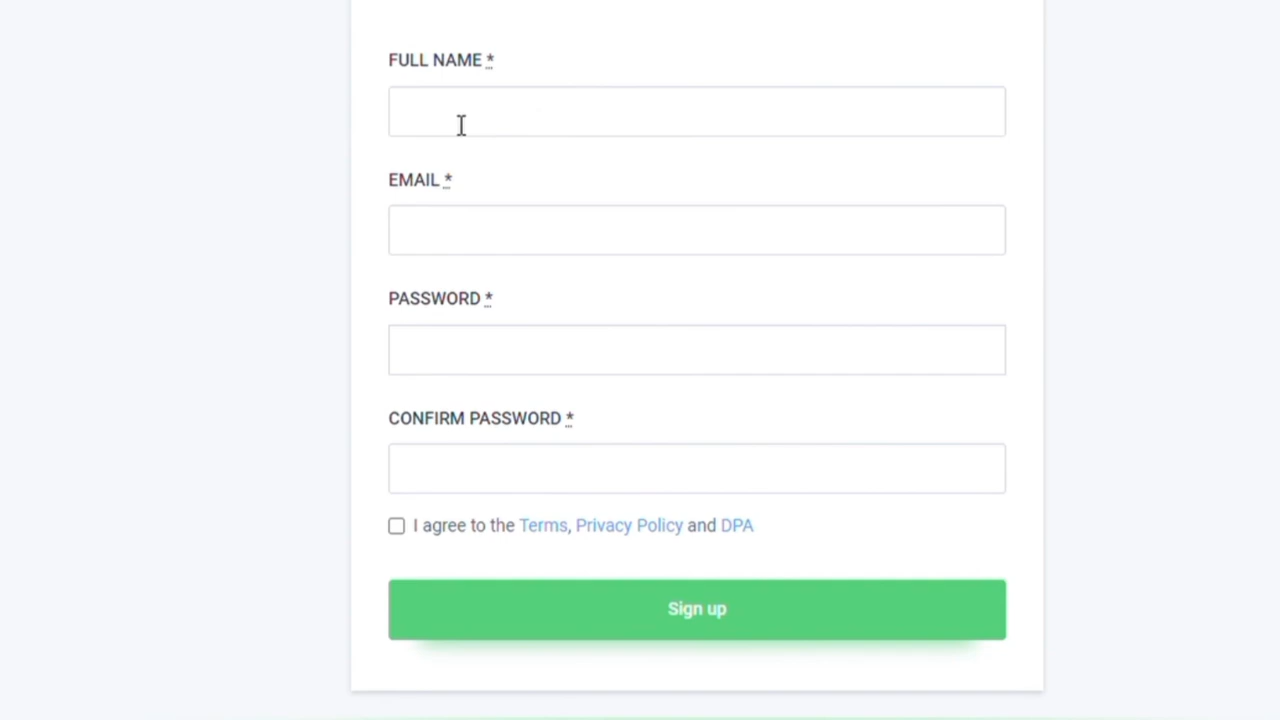 FULL NAME *
EMAIL *
PASSWORD *
CONFIRM PASSWORD *
I agree to the Terms, Privacy Policy and DPA
Sign up